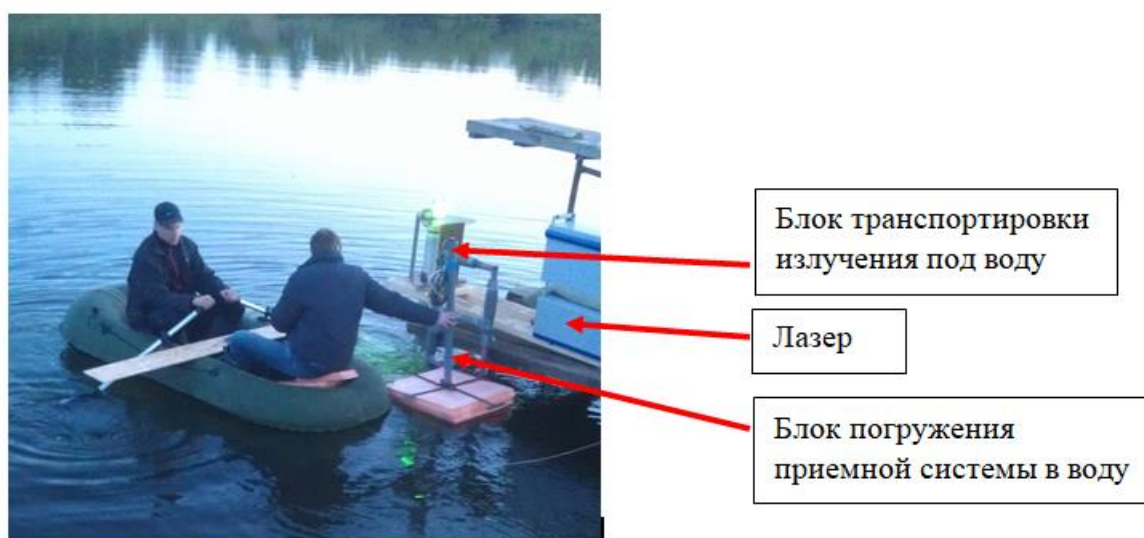 Блок транспортировки
излучения под воду
Лазер
Блок погружения
приемной системы в воду